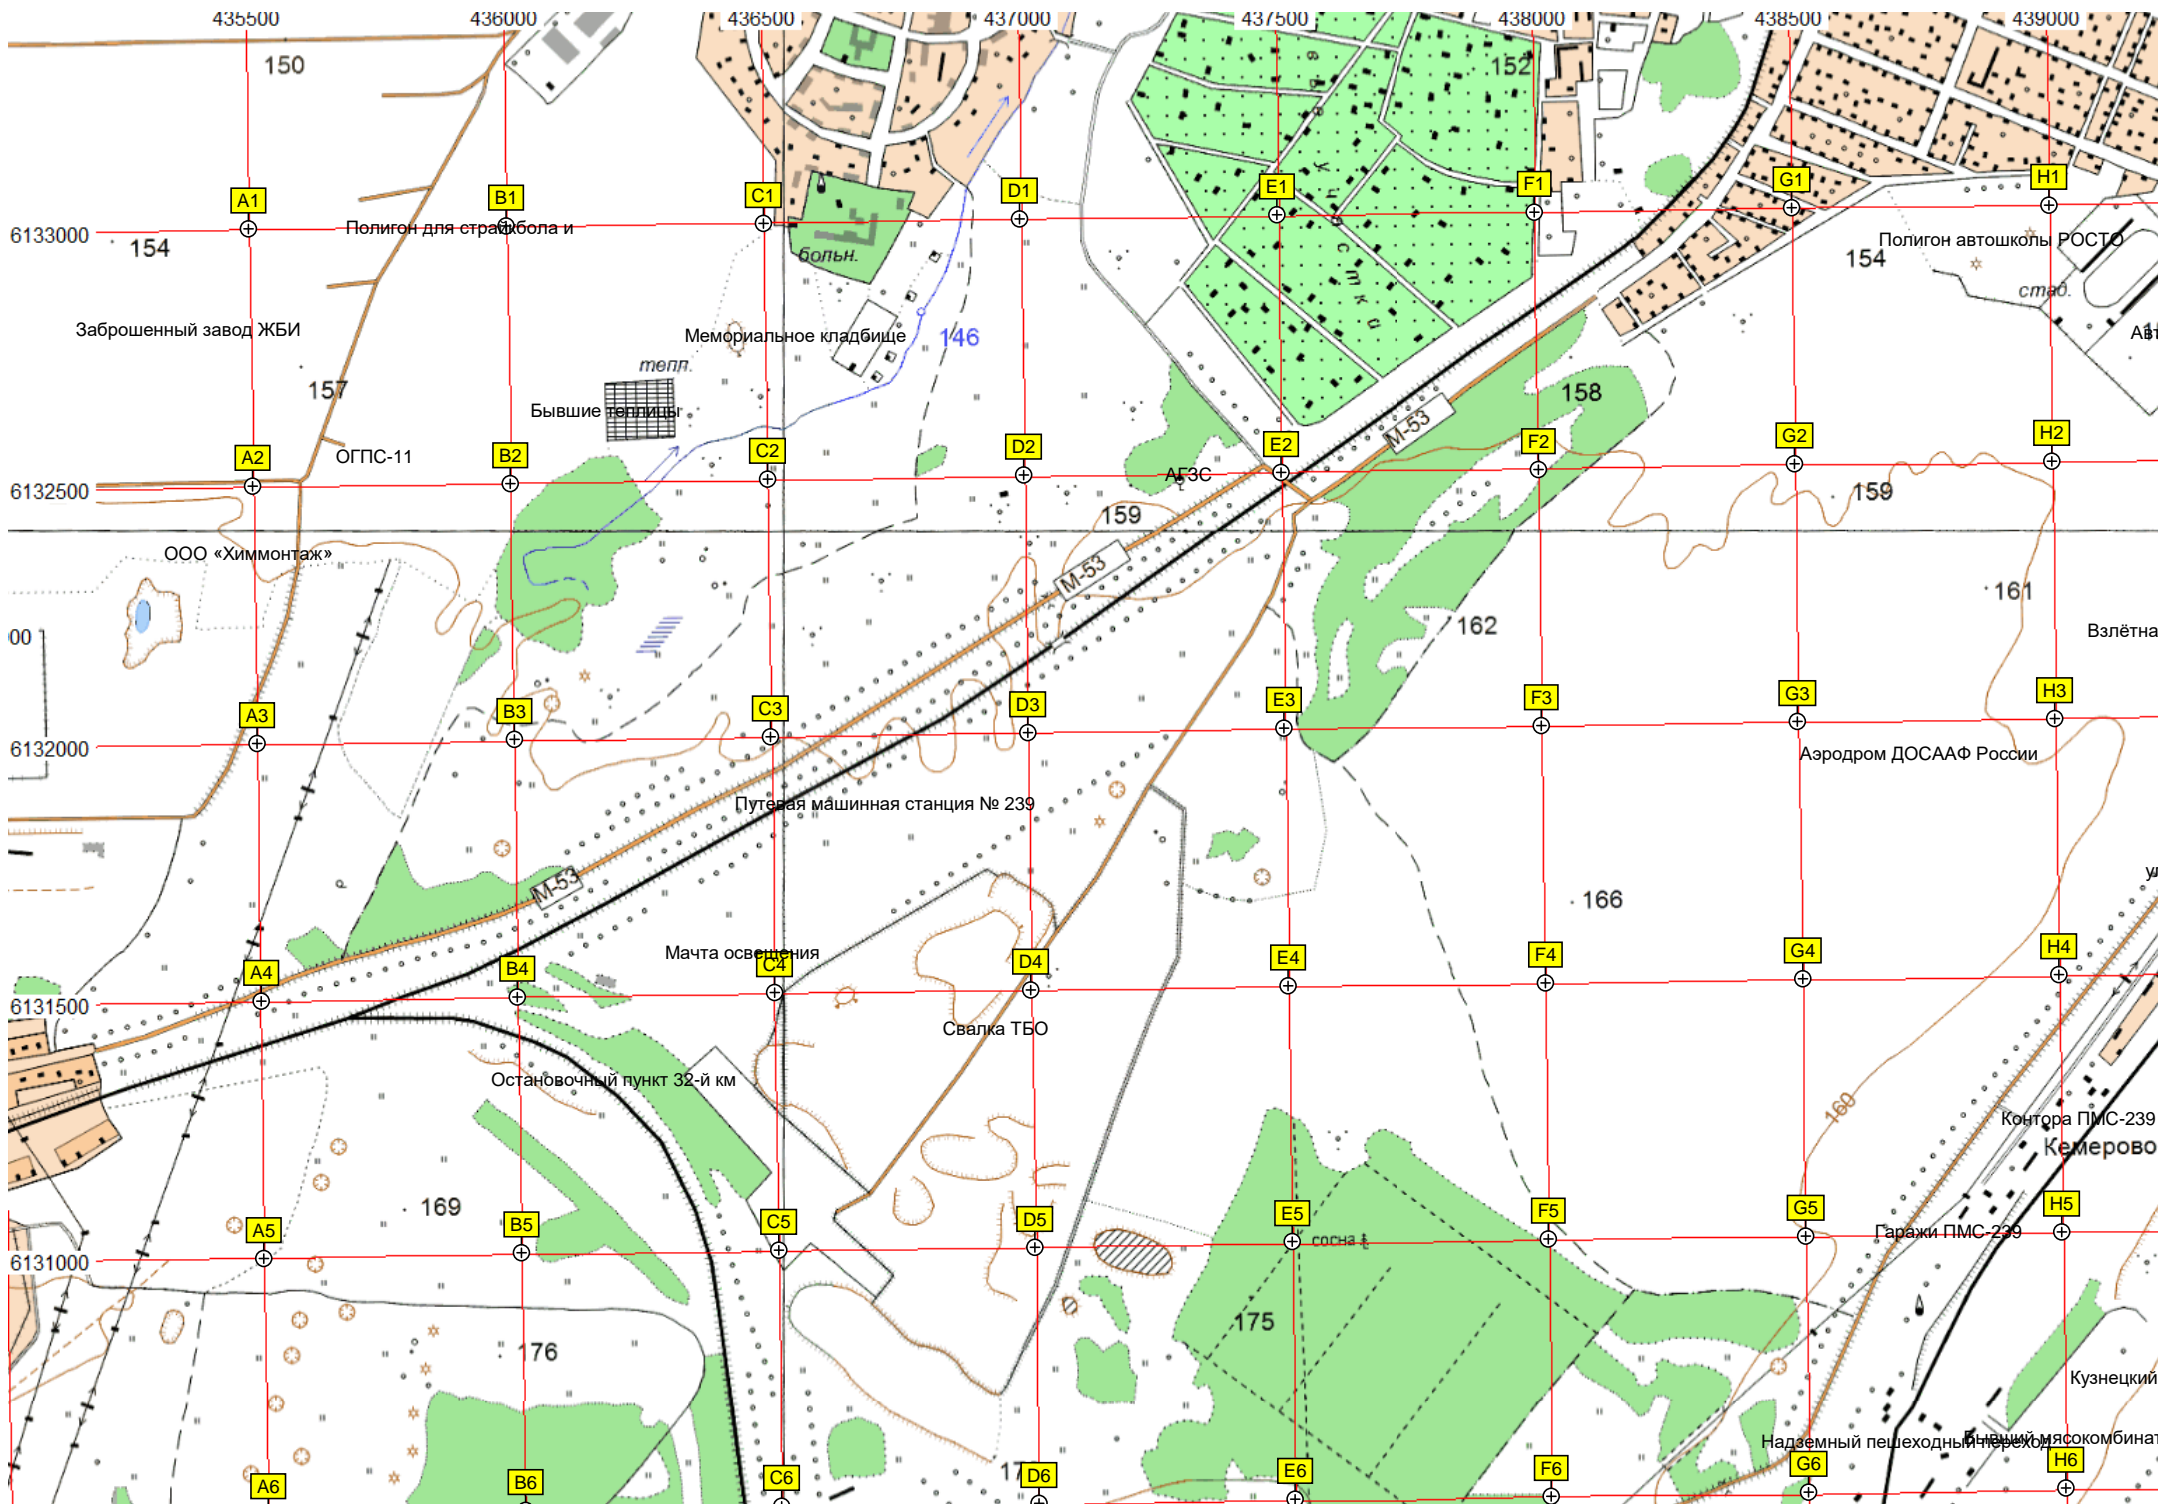 435500 436000 436500 437000 437500 438000 438500 439000
150
152
A1 B1 C1 D1 E1 F1 G1 H1
6133000
Полигон для страйкбола и
154
больн.
участки
Полигон автошколы РОСТО
154
стад.
Заброшенный завод ЖБИ
Мемориальное кладбище
146
157
тепл.
Бывшие теплицы
158
М-53
ОГПС-11
A2 B2 C2 D2 E2 F2 G2 H2
6132500
АГЗС
159
159
ООО «Химмонтаж»
М-53
161
162
Взлётна
00
A3 B3 C3 D3 E3 F3 G3 H3
6132000
Аэродром ДОСААФ России
Путевая машинная станция № 239
М-53
166
Мачта освещения
A4 B4 C4 D4 E4 F4 G4 H4
6131500
Свалка ТБО
Остановочный пункт 32-й км
160
Контора ПМС-239
Кемерово
169
A5 B5 C5 D5 E5 F5 G5 H5
6131000
сосна
Гаражи ПМС-239
175
176
Кузнецкий
Надземный пешеходный переход
Бывший мясокомбинат
A6 B6 C6 D6 E6 F6 G6 H6